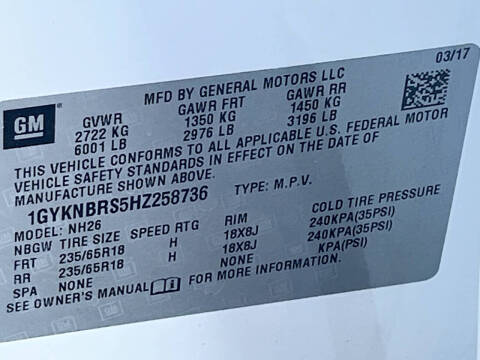 03/17
GM
MFD BY GENERAL MOTORS LLC
GVWR GAWR FRT GAWR RR
2722 KG 1350 KG 1450 KG
6001 LB 2976 LB 3196 LB
THIS VEHICLE CONFORMS TO ALL APPLICABLE U.S. FEDERAL MOTOR
VEHICLE SAFETY STANDARDS IN EFFECT ON THE DATE OF
MANUFACTURE SHOWN ABOVE.
1GYKNBRS5HZ258736 TYPE: M.P.V.
MODEL: NH26
NBGW TIRE SIZE SPEED RTG RIM COLD TIRE PRESSURE
FRT 235/65R18 H 18X8J 240KPA(35PSI)
RR 235/65R18 H 18X8J 240KPA(35PSI)
SPA NONE NONE KPA(PSI)
SEE OWNER'S MANUAL FOR MORE INFORMATION.